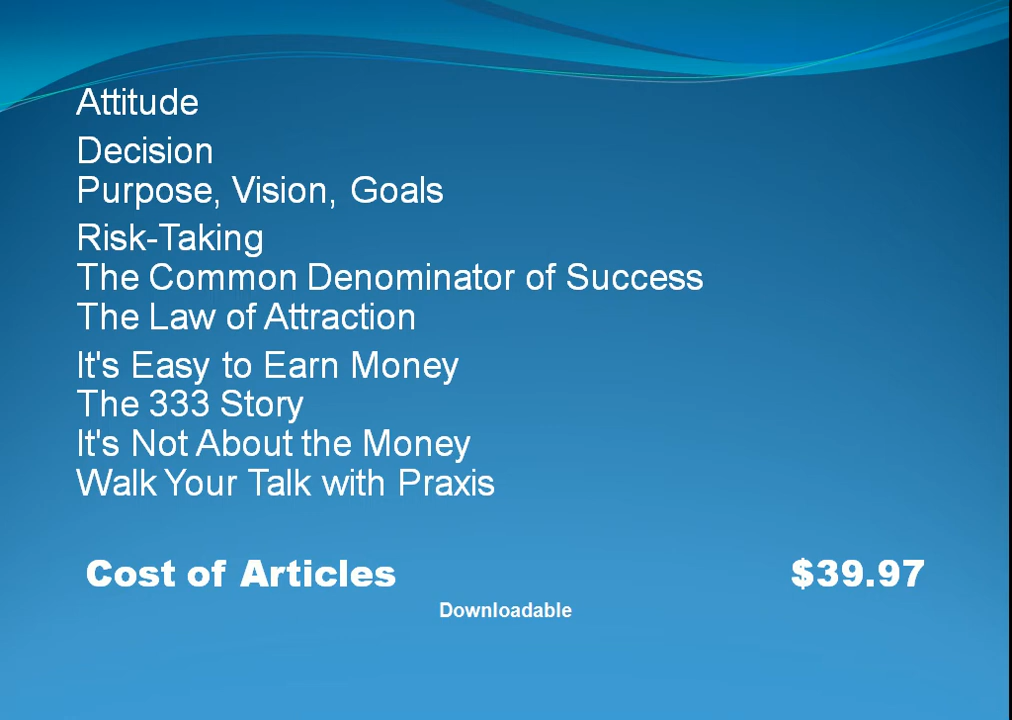 Attitude
Decision
Purpose, Vision, Goals
Risk-Taking
The Common Denominator of Success
The Law of Attraction
It's Easy to Earn Money
The 333 Story
It's Not About the Money
Walk Your Talk with Praxis
Cost of Articles $39.97
Downloadable